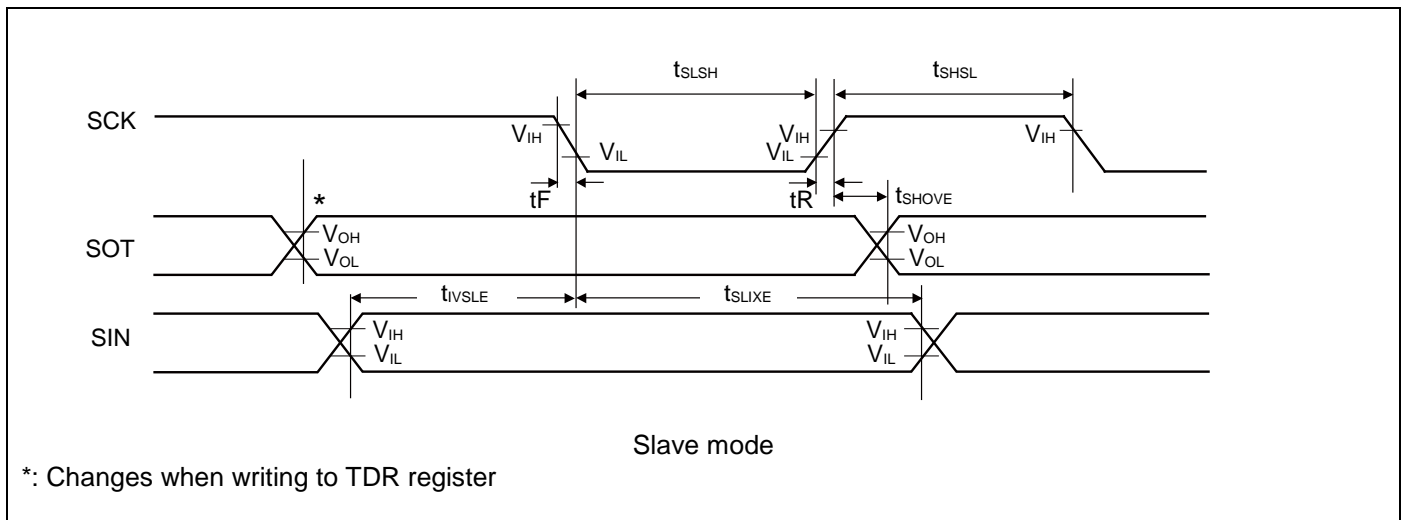 tSLSH
tSHSL
SCK
VIH
VIL
VIL
VIH
VIH
tF
tR
tSHOVE
*
SOT
VOH
VOL
VOH
VOL
tIVSLE
tSLIXE
SIN
VIH
VIL
VIH
VIL
Slave mode
*: Changes when writing to TDR register